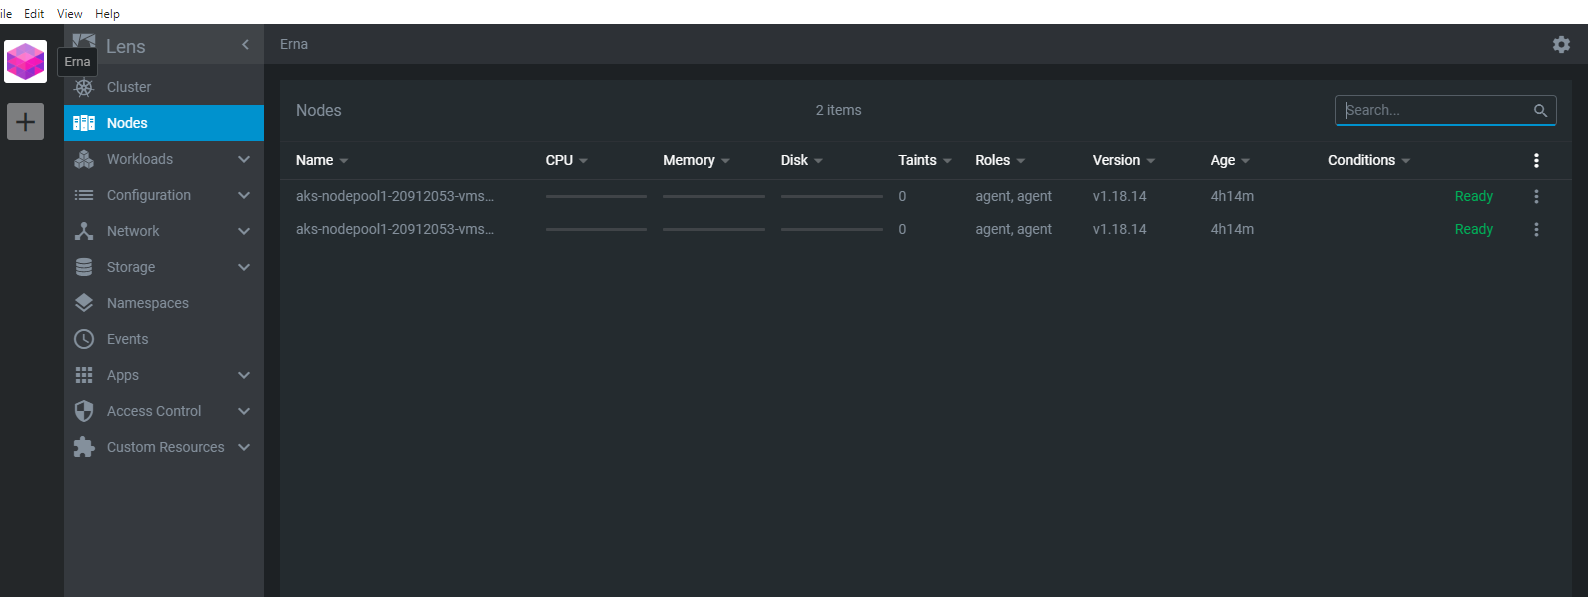 ile Edit View Help
Lens
Erna
Erna
Cluster
Nodes
Workloads
Configuration
Network
Storage
Namespaces
Events
Apps
Access Control
Custom Resources
Nodes 2 items Search...
Name CPU Memory Disk Taints Roles Version Age Conditions
aks-nodepool1-20912053-vms... 0 agent, agent v1.18.14 4h14m Ready
aks-nodepool1-20912053-vms... 0 agent, agent v1.18.14 4h14m Ready